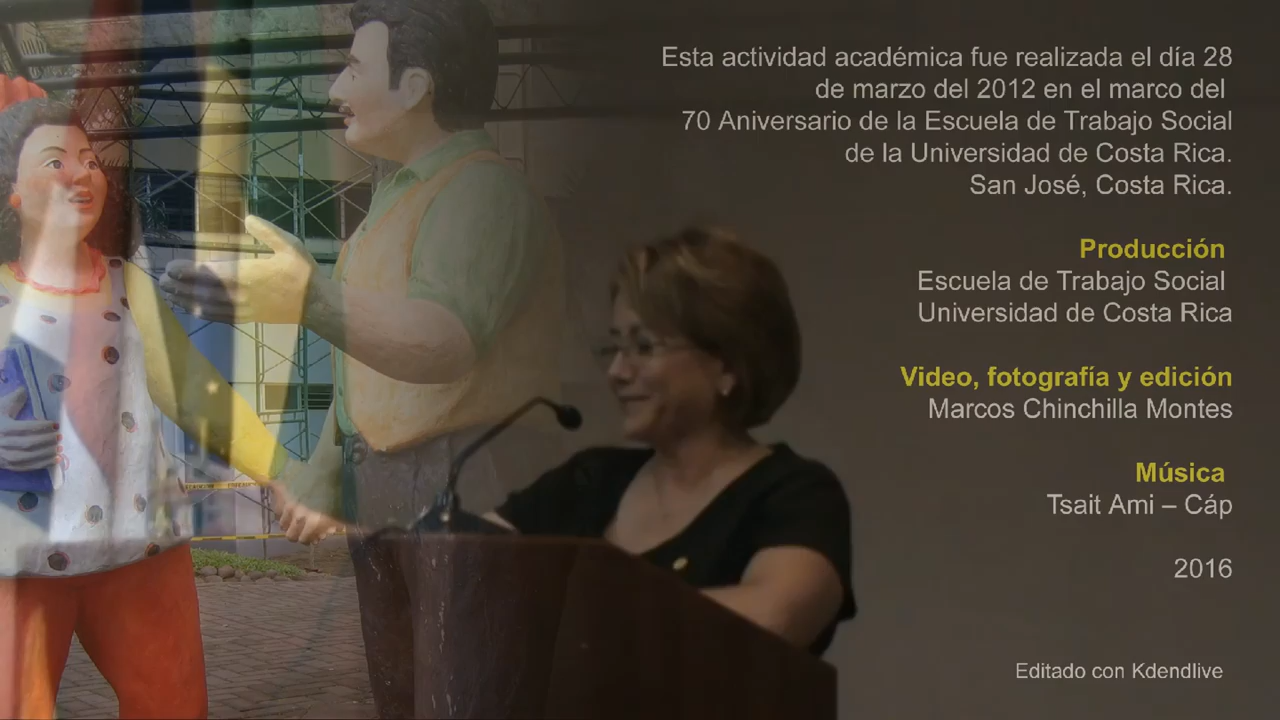 Esta actividad académica fue realizada el día 28
de marzo del 2012 en el marco del
70 Aniversario de la Escuela de Trabajo Social
de la Universidad de Costa Rica.
San José, Costa Rica.
Producción
Escuela de Trabajo Social
Universidad de Costa Rica
Video, fotografía y edición
Marcos Chinchilla Montes
Música
Tsait Ami – Cáp
2016
Editado con Kdendlive